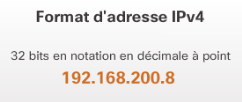 Format d'adresse IPv4
32 bits en notation en décimale à point
192.168.200.8